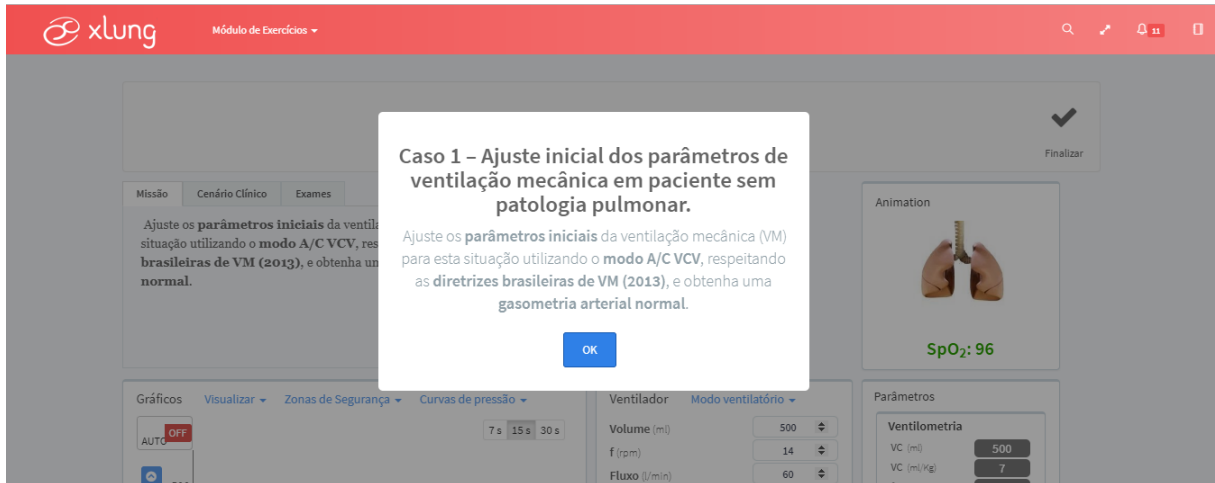 xlung
Módulo de Exercícios
11
Finalizar
Caso 1 – Ajuste inicial dos parâmetros de
ventilação mecânica em paciente sem
patologia pulmonar.
Ajuste os parâmetros iniciais da ventilação mecânica (VM)
para esta situação utilizando o modo A/C VCV, respeitando
as diretrizes brasileiras de VM (2013), e obtenha uma
gasometria arterial normal.
OK
Missão Cenário Clínico Exames
Ajuste os parâmetros iniciais da ventila
situação utilizando o modo A/C VCV, res
brasileiras de VM (2013), e obtenha un
normal.
Animation
SpO₂: 96
Gráficos Visualizar Zonas de Segurança Curvas de pressão
7 s 15 s 30 s
AUTO OFF
Ventilador Modo ventilatório
Volume (ml) 500
f (rpm) 14
Fluxo (l/min) 60
Parâmetros
Ventilometria
VC (ml) 500
VC (ml/Kg) 7